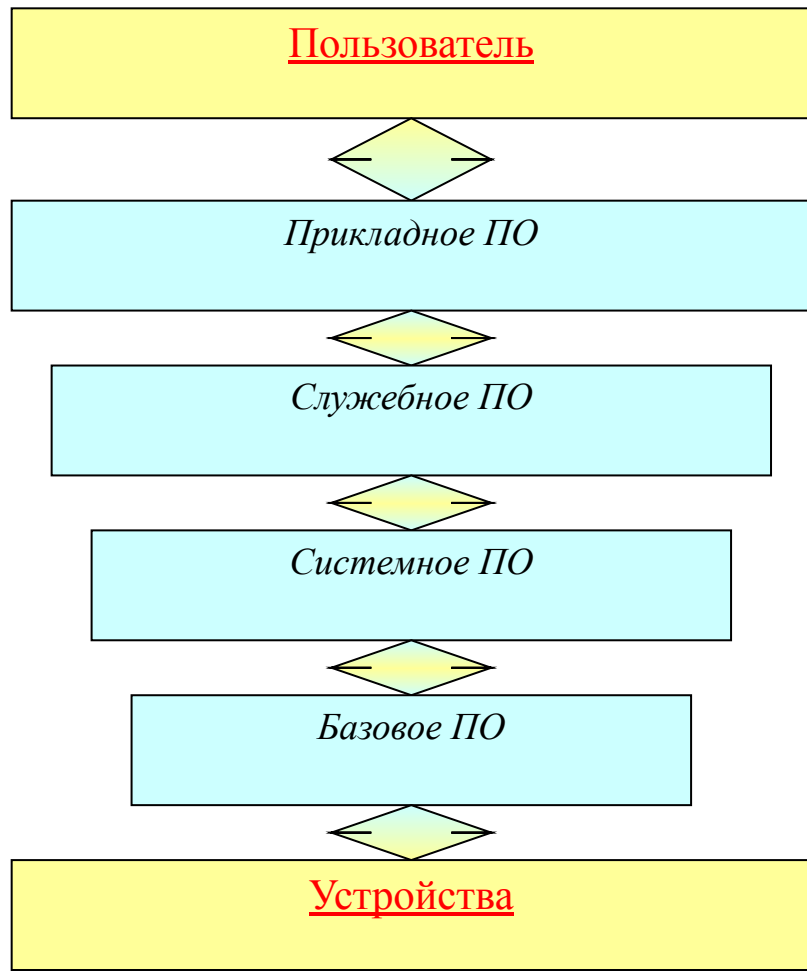 Пользователь
Прикладное ПО
Служебное ПО
Системное ПО
Базовое ПО
Устройства